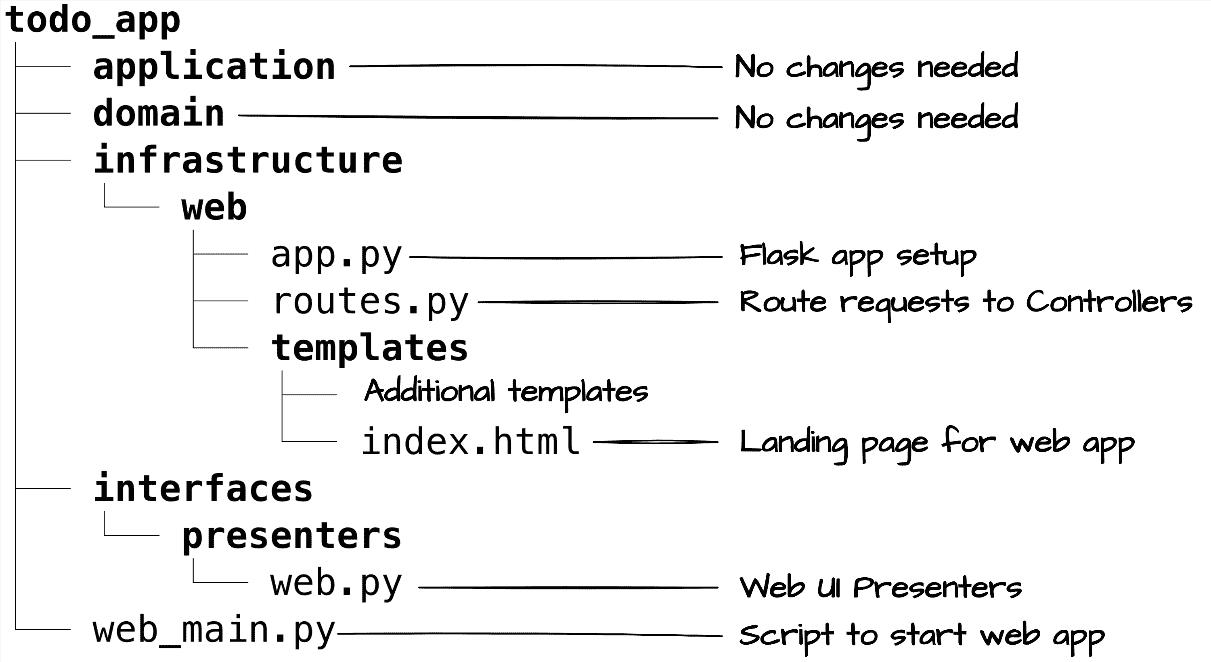 todo_app
application No changes needed
domain No changes needed
infrastructure
web
app.py Flask app setup
routes.py Route requests to Controllers
templates
Additional templates
index.html Landing page for web app
interfaces
presenters
web.py Web UI Presenters
web_main.py Script to start web app